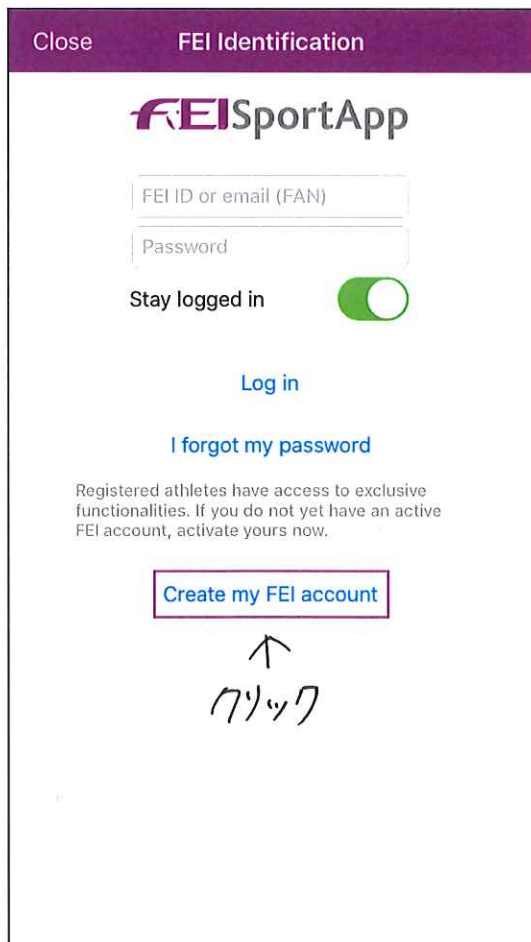 Close FEI Identification
FEISportApp
FEI ID or email (FAN)
Password
Stay logged in
Log in
I forgot my password
Registered athletes have access to exclusive
functionalities. If you do not yet have an active
FEI account, activate yours now.
Create my FEI account
↑
クリック